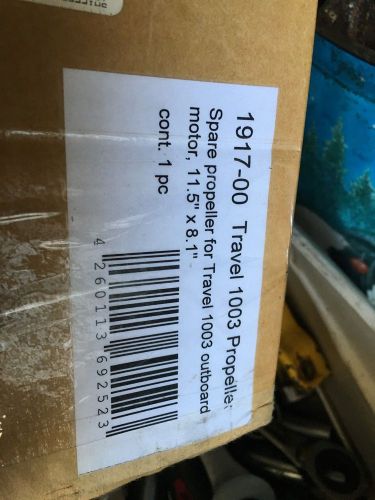 1917-00 Travel 1003 Propeller
Spare propeller for Travel 1003 outboard
motor, 11.5" x 8.1"
cont. 1 pc
4 260113 692523